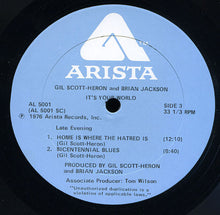 ARISTA
GIL SCOTT-HERON and BRIAN JACKSON
IT'S YOUR WORLD
AL 5001
(AL 5001 SC)
SIDE 3
33 1/3 RPM
℗ 1976 Arista Records, Inc.
Late Evening
1. HOME IS WHERE THE HATRED IS (12:10)
(Gil Scott-Heron)
2. BICENTENNIAL BLUES (8:40)
(Gil Scott-Heron)
PRODUCED BY GIL SCOTT-HERON
and BRIAN JACKSON
Associate Producer: Tom Wilson
"Unauthorized duplication is a
violation of applicable laws"